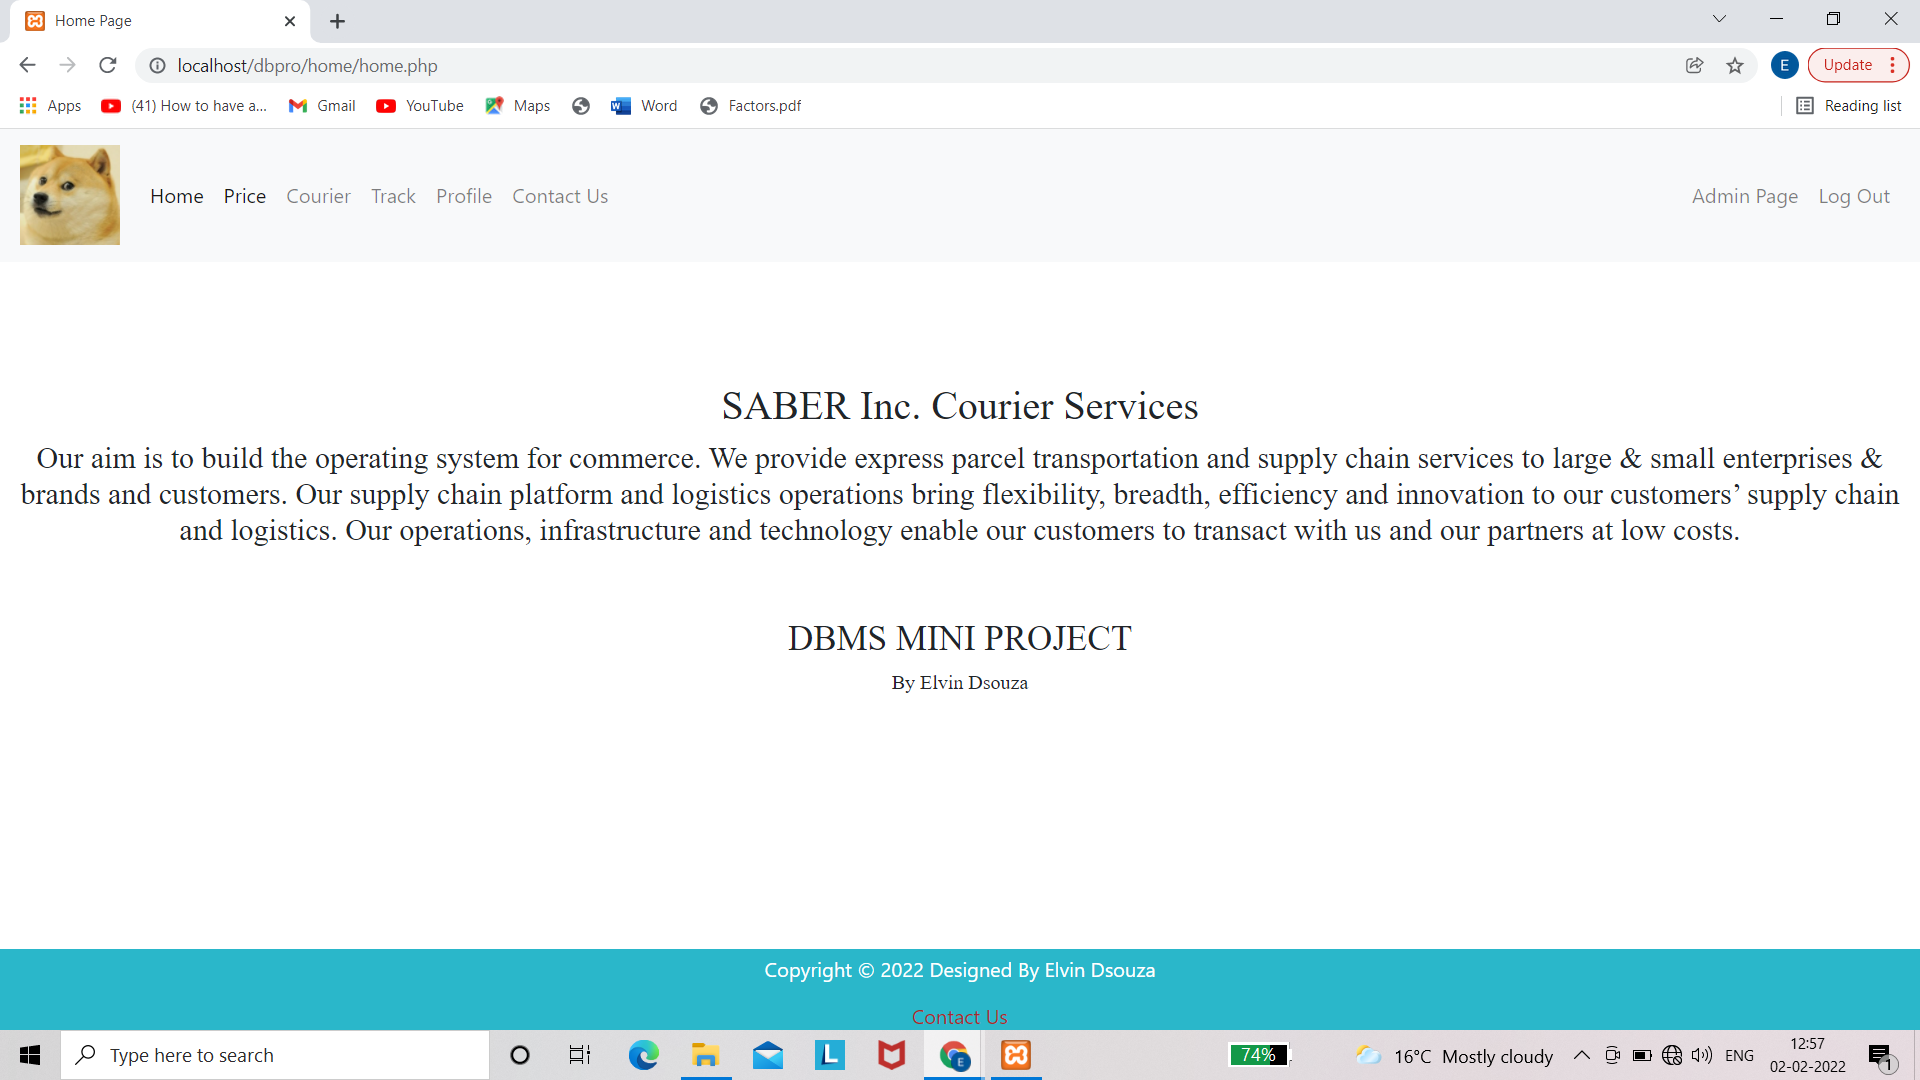 Home Page
localhost/dbpro/home/home.php
Update
Apps
(41) How to have a...
Gmail
YouTube
Maps
Word
Factors.pdf
Reading list
Home Price Courier Track Profile Contact Us
Admin Page Log Out
SABER Inc. Courier Services
Our aim is to build the operating system for commerce. We provide express parcel transportation and supply chain services to large & small enterprises &
brands and customers. Our supply chain platform and logistics operations bring flexibility, breadth, efficiency and innovation to our customers’ supply chain
and logistics. Our operations, infrastructure and technology enable our customers to transact with us and our partners at low costs.
DBMS MINI PROJECT
By Elvin Dsouza
Copyright © 2022 Designed By Elvin Dsouza
Contact Us
Type here to search
L
E
74%
16°C Mostly cloudy
ENG
12:57
02-02-2022
1